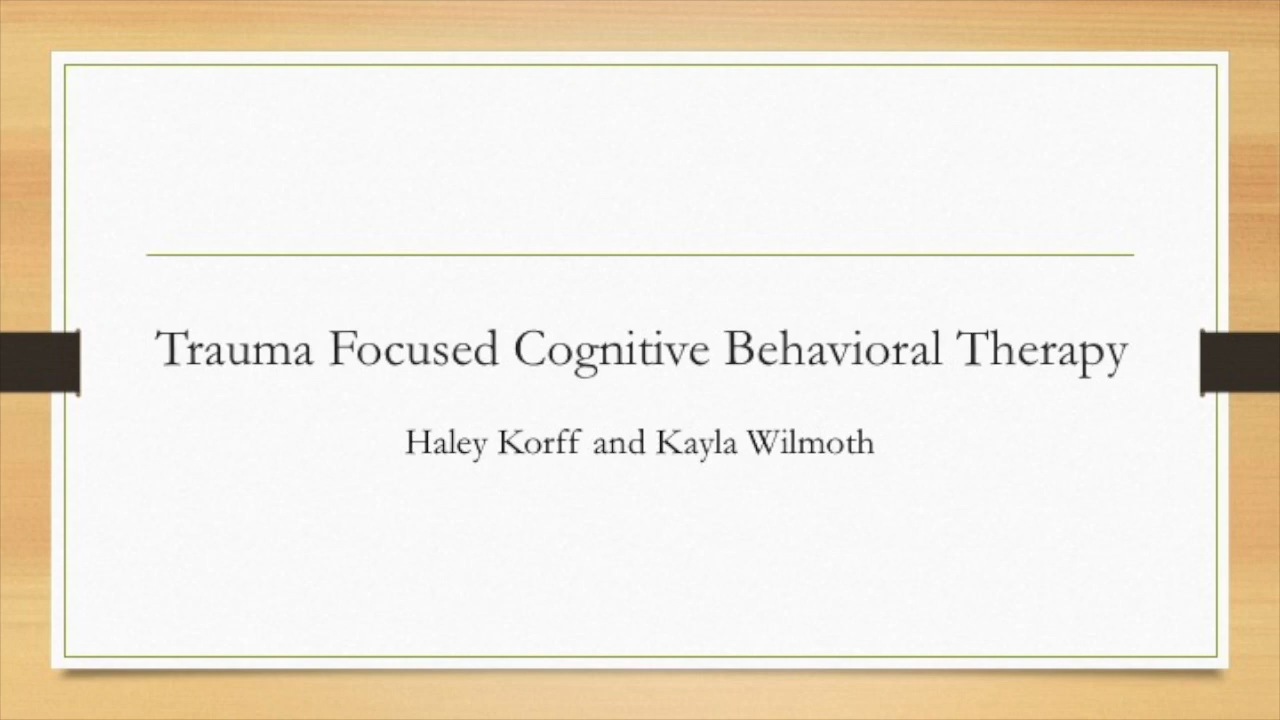 Trauma Focused Cognitive Behavioral Therapy
Haley Korff and Kayla Wilmoth